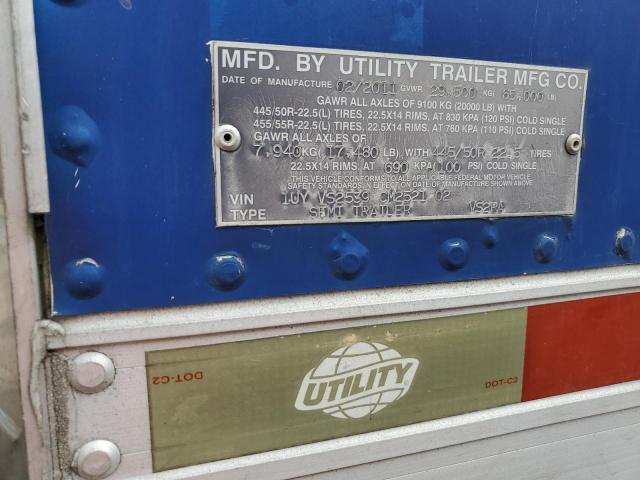 MFD. BY UTILITY TRAILER MFG CO.
DATE OF MANUFACTURE 02/2011 GVWR 29,500 KG( 65,000 LB)
GAWR ALL AXLES OF 9100 KG (20000 LB) WITH
445/50R-22.5(L) TIRES, 22.5X14 RIMS, AT 830 KPA (120 PSI) COLD SINGLE
455/55R-22.5(L) TIRES, 22.5X14 RIMS, AT 760 KPA (110 PSI) COLD SINGLE
GAWR ALL AXLES OF
7,940KG( 17,480 LB) WITH 445/50R 22.5 TIRES
22.5X14 RIMS, AT 690 KPA( 100 PSI) COLD SINGLE
THIS VEHICLE CONFORMS TO ALL APPLICABLE FEDERAL MOTOR VEHICLE
SAFETY STANDARDS, IN EFFECT ON DATE OF MANUFACTURE SHOWN ABOVE
VIN 1UY VS2539 CM2521 02
TYPE SEMI TRAILER VS2RA
DOT-C2
UTILITY
DOT-C2